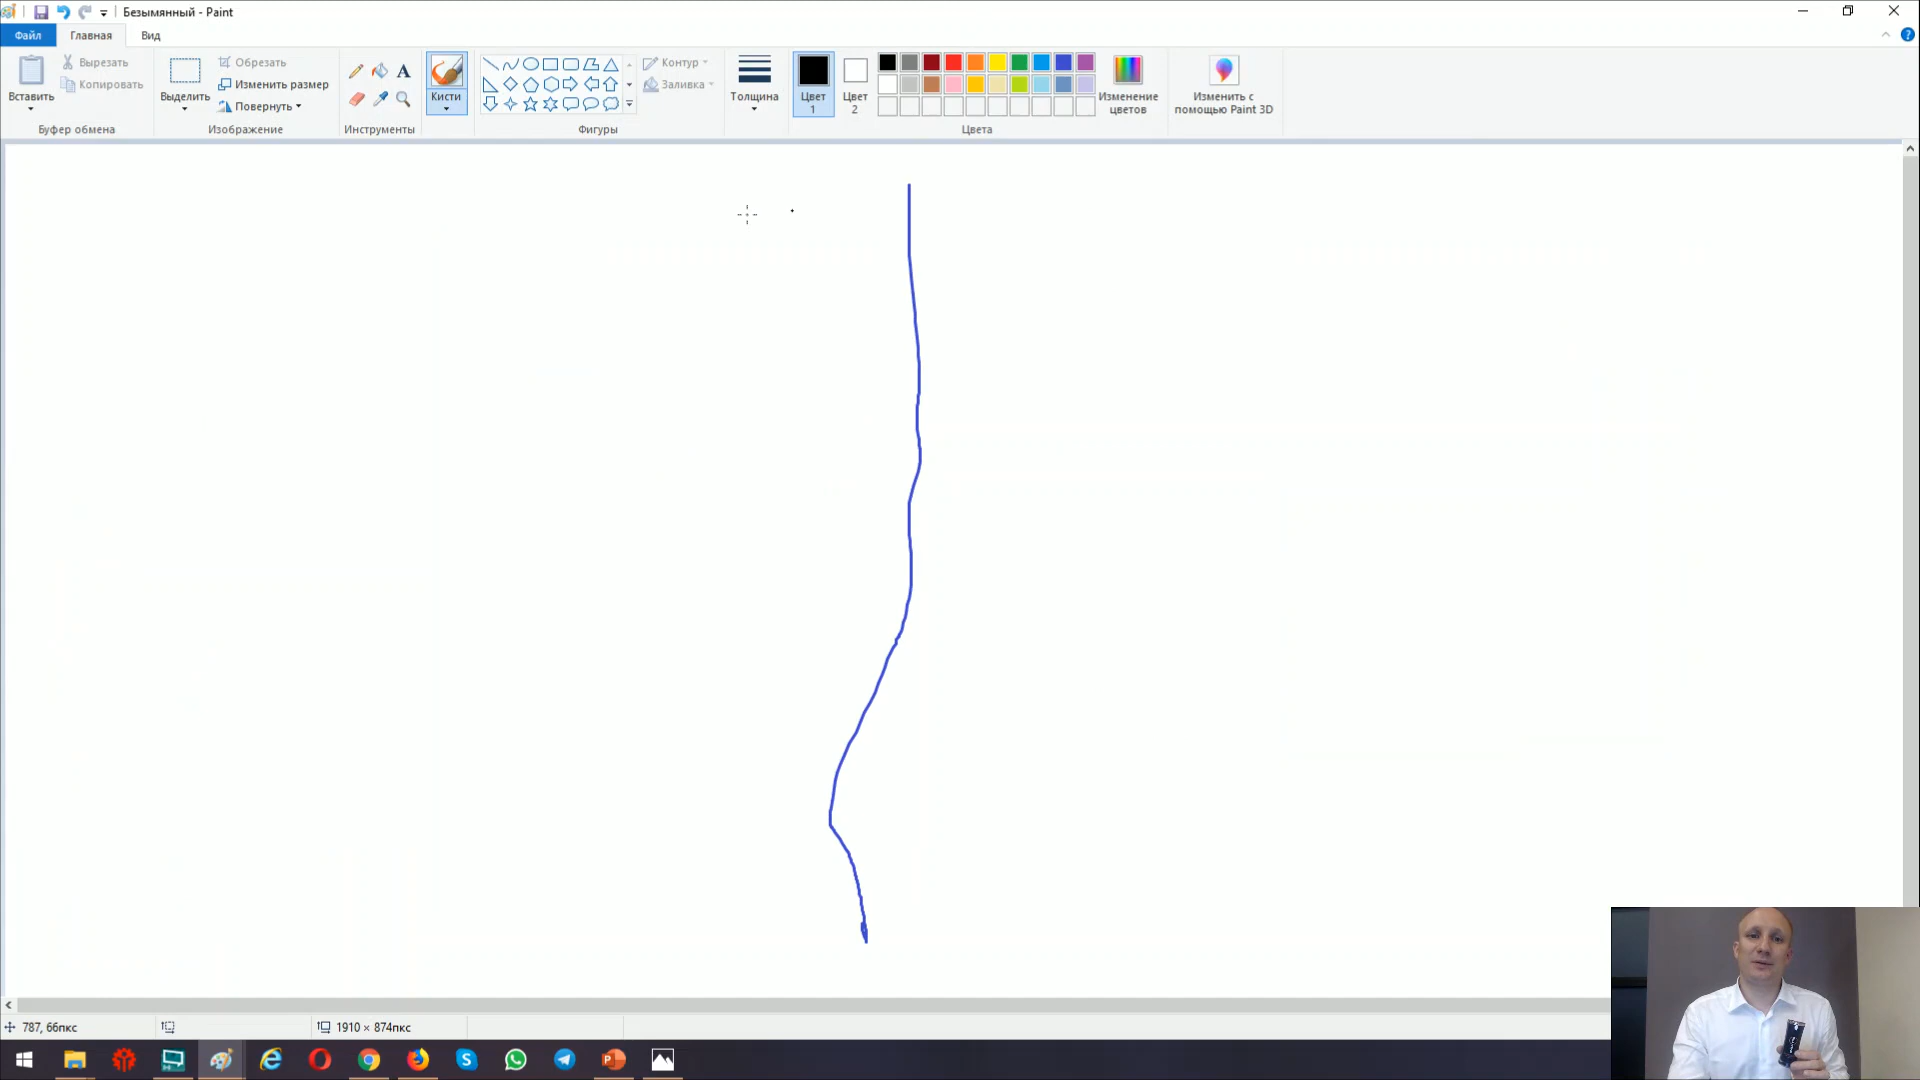 Безымянный - Paint
Файл Главная Вид
Вставить
Вырезать
Копировать
Буфер обмена
Выделить
Обрезать
Изменить размер
Повернуть
Изображение
Инструменты
Кисти
Фигуры
Контур
Заливка
Толщина
Цвет
1
Цвет
2
Цвета
Изменение
цветов
Изменить с
помощью Paint 3D
787, 66пкс
1910 × 874пкс